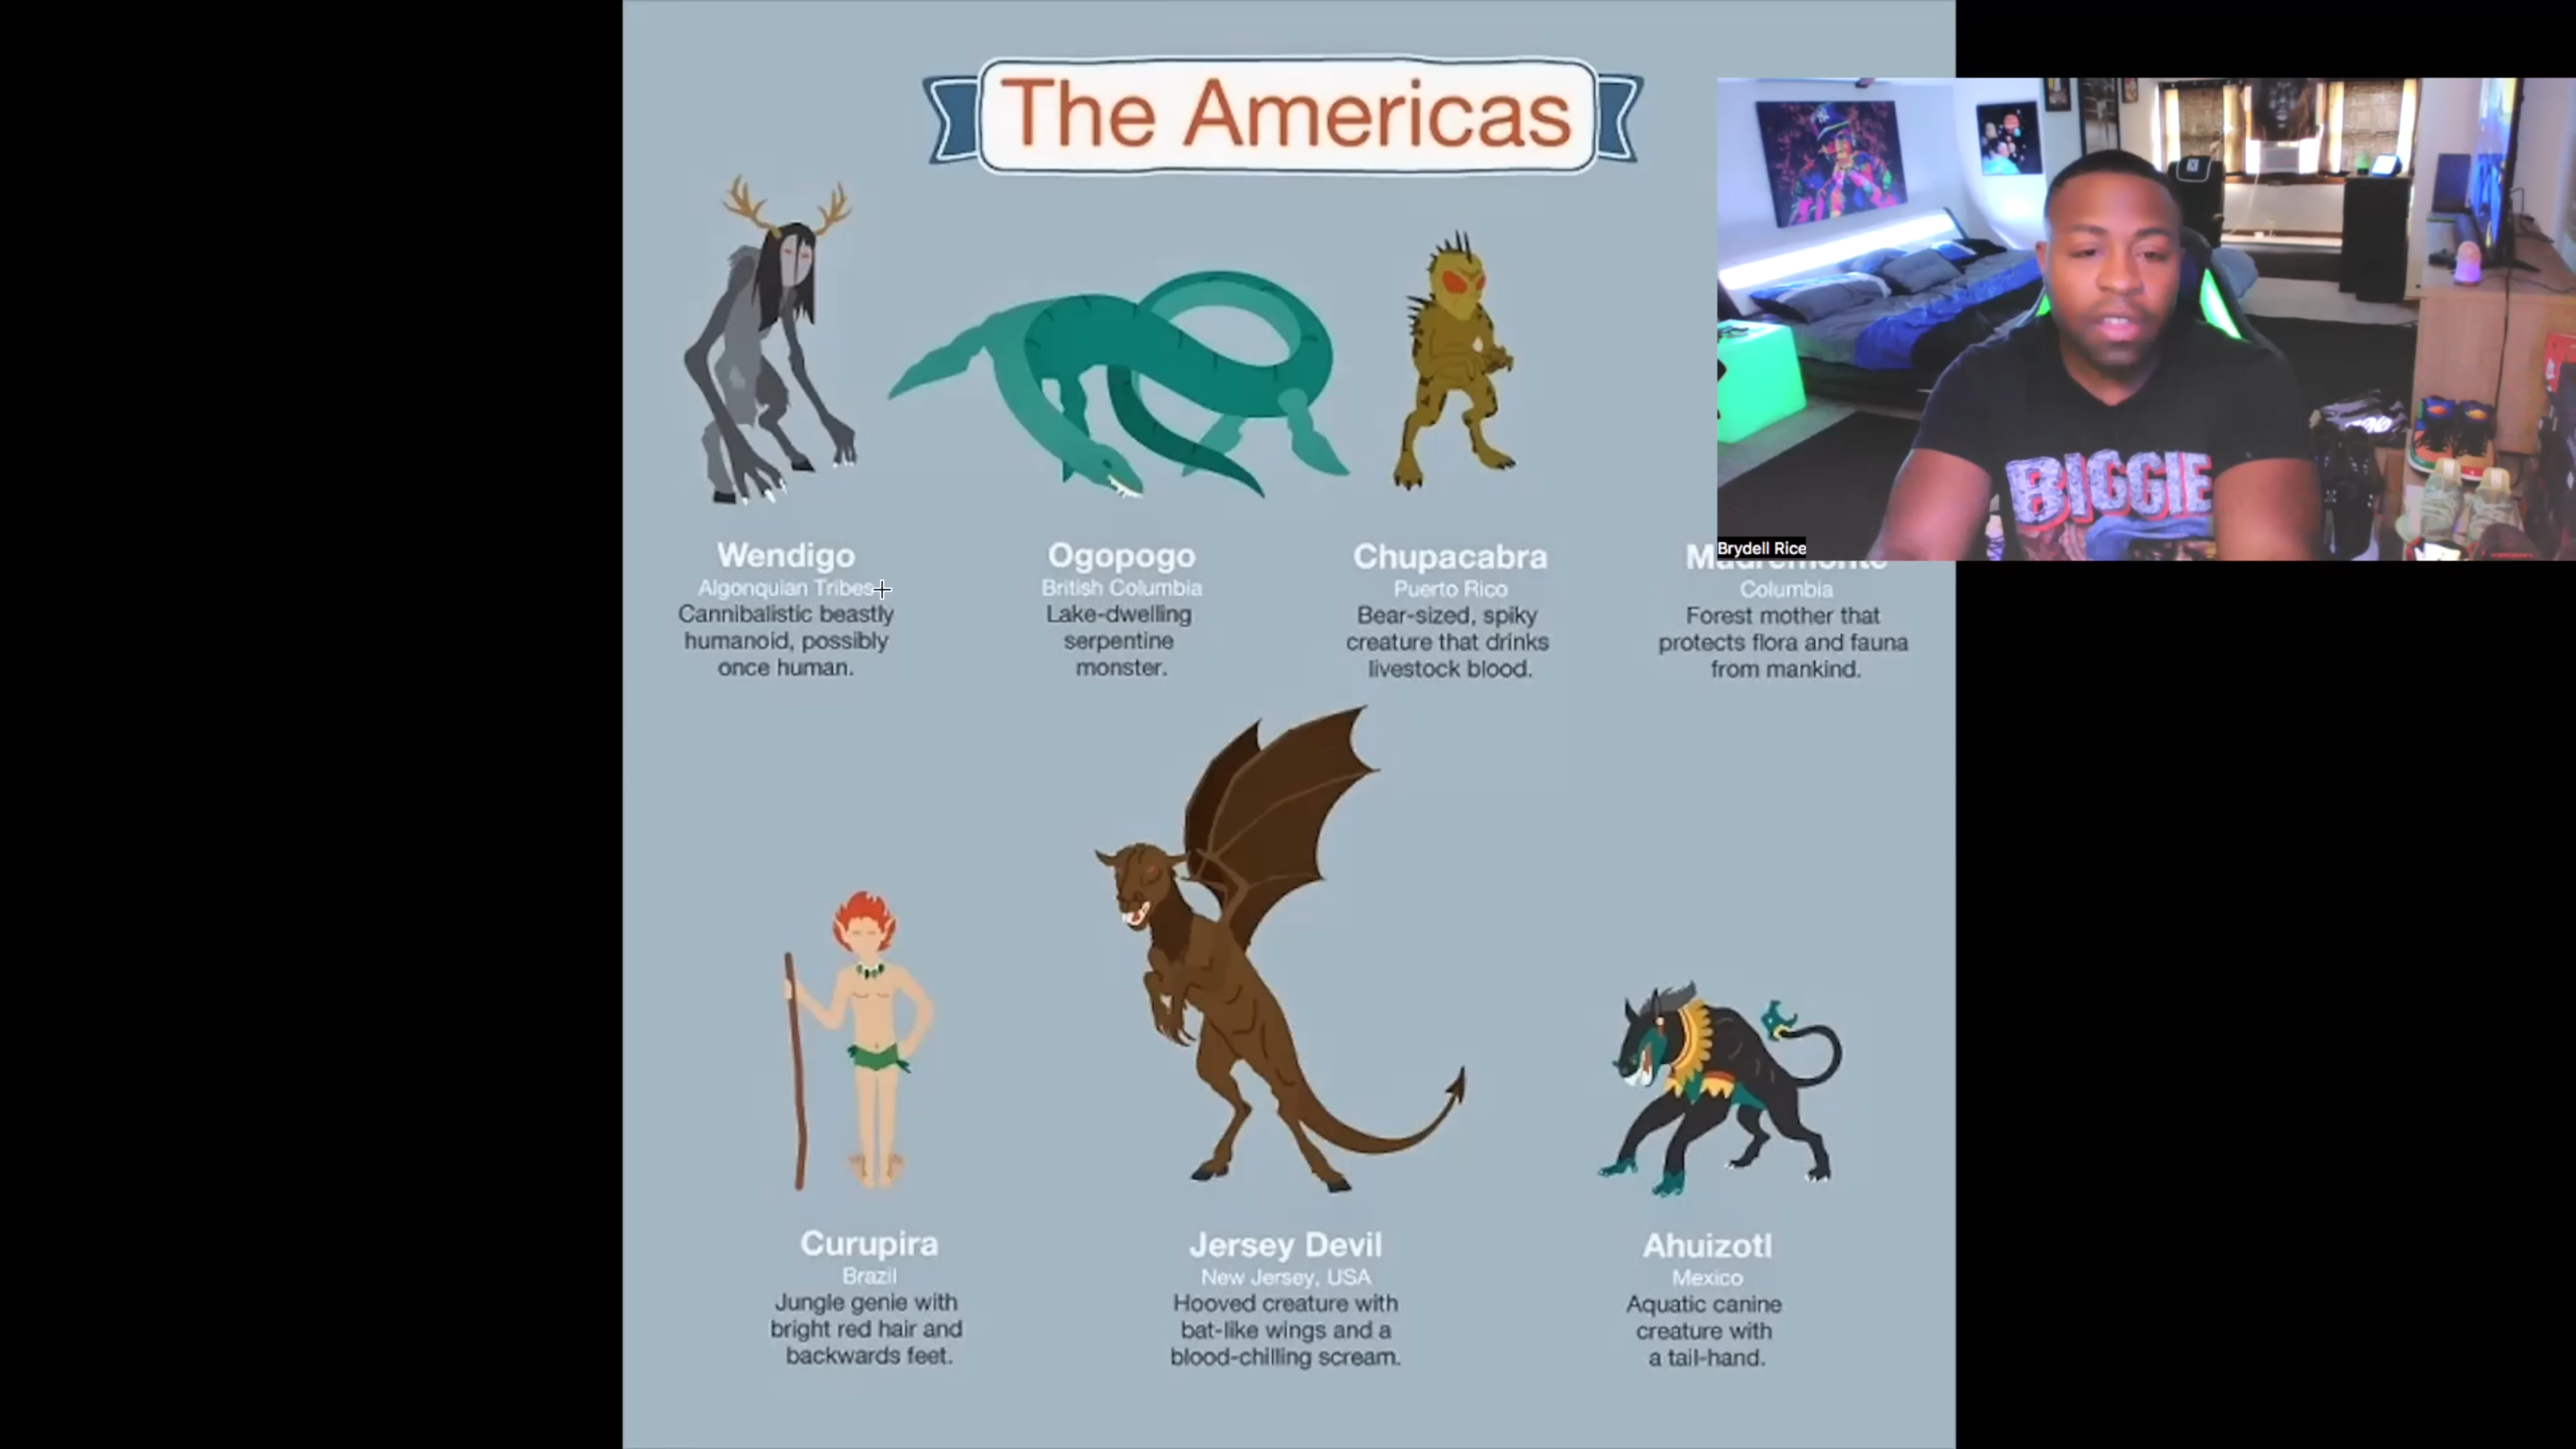 The Americas
Wendigo
Algonquian Tribes
Cannibalistic beastly
humanoid, possibly
once human.
Ogopogo
British Columbia
Lake-dwelling
serpentine
monster.
Chupacabra
Puerto Rico
Bear-sized, spiky
creature that drinks
livestock blood.
Columbia
Forest mother that
protects flora and fauna
from mankind.
BIGGIE
Brydell Rice
Curupira
Brazil
Jungle genie with
bright red hair and
backwards feet.
Jersey Devil
New Jersey, USA
Hooved creature with
bat-like wings and a
blood-chilling scream.
Ahuizotl
Mexico
Aquatic canine
creature with
a tail-hand.